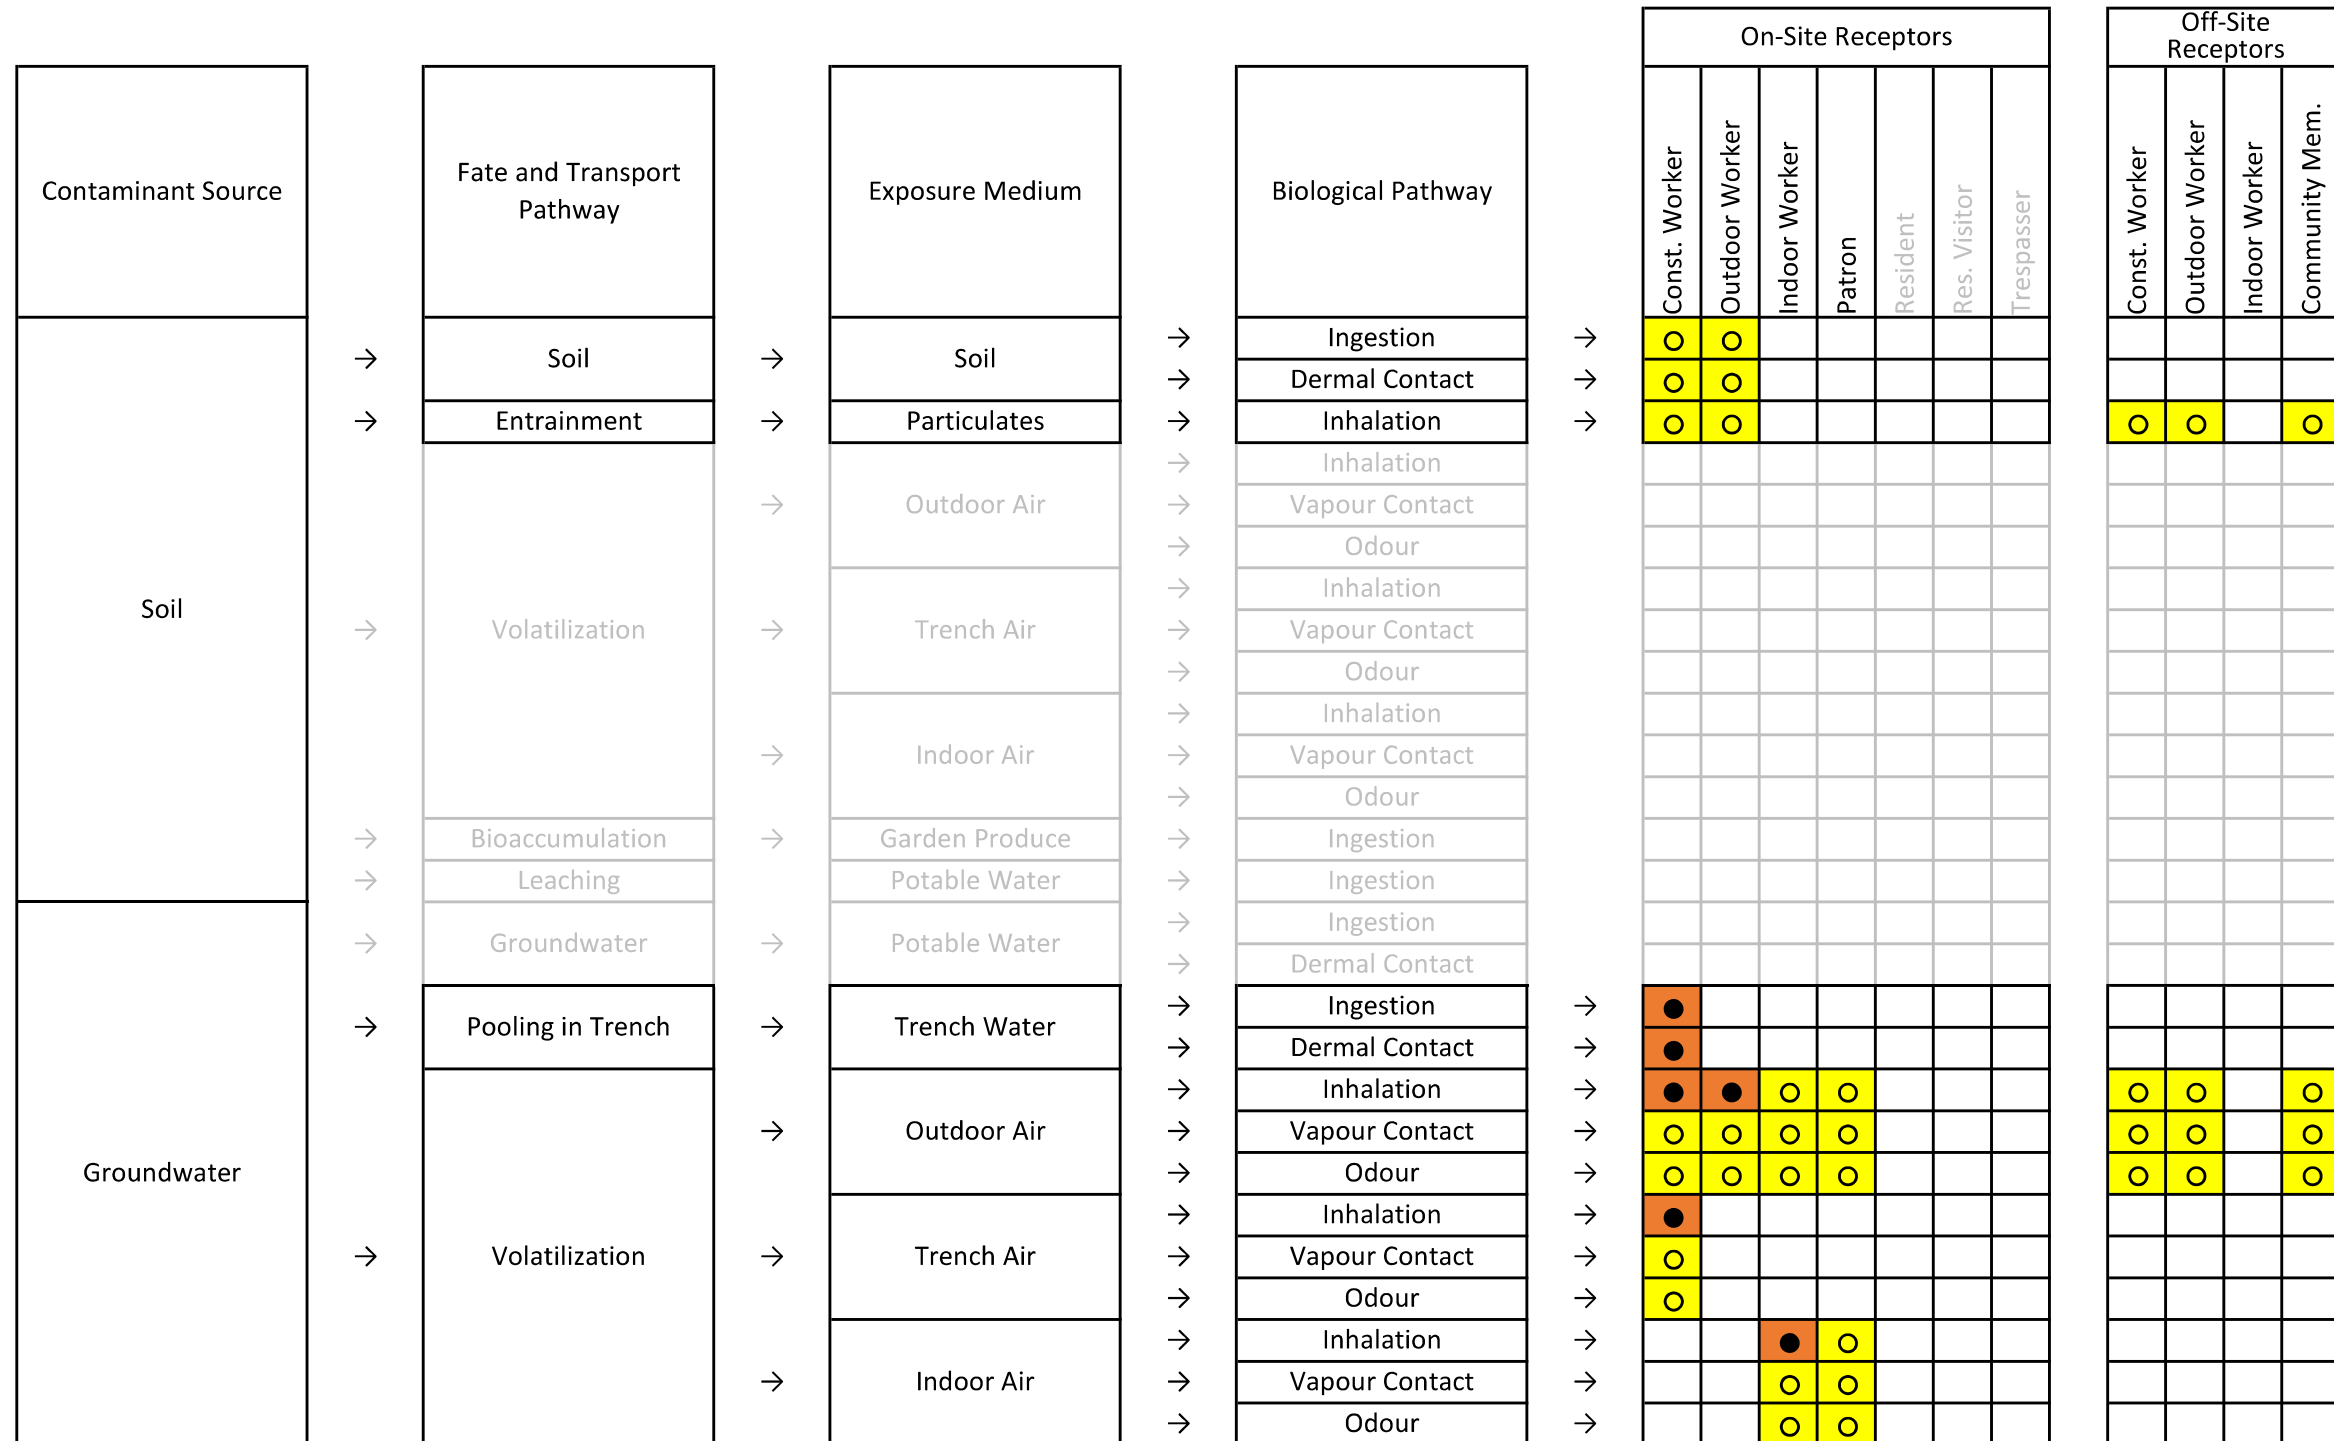 On-Site Receptors
Off-Site
Receptors
Contaminant Source
Fate and Transport
Pathway
Exposure Medium
Biological Pathway
Const. Worker
Outdoor Worker
Indoor Worker
Patron
Resident
Res. Visitor
Trespasser
Const. Worker
Outdoor Worker
Indoor Worker
Community Mem.
Soil
→ Soil → Soil → Ingestion →
→ Dermal Contact →
→ Entrainment → Particulates → Inhalation →
→ Volatilization
→ Outdoor Air
→ Inhalation
→ Vapour Contact
→ Odour
→ Trench Air
→ Inhalation
→ Vapour Contact
→ Odour
→ Indoor Air
→ Inhalation
→ Vapour Contact
→ Odour
→ Bioaccumulation → Garden Produce → Ingestion
→ Leaching → Potable Water → Ingestion
Groundwater
→ Groundwater → Potable Water → Ingestion
→ Dermal Contact
→ Pooling in Trench → Trench Water → Ingestion →
→ Dermal Contact →
→ Volatilization
→ Outdoor Air
→ Inhalation →
→ Vapour Contact →
→ Odour →
→ Trench Air
→ Inhalation →
→ Vapour Contact →
→ Odour →
→ Indoor Air
→ Inhalation →
→ Vapour Contact →
→ Odour →